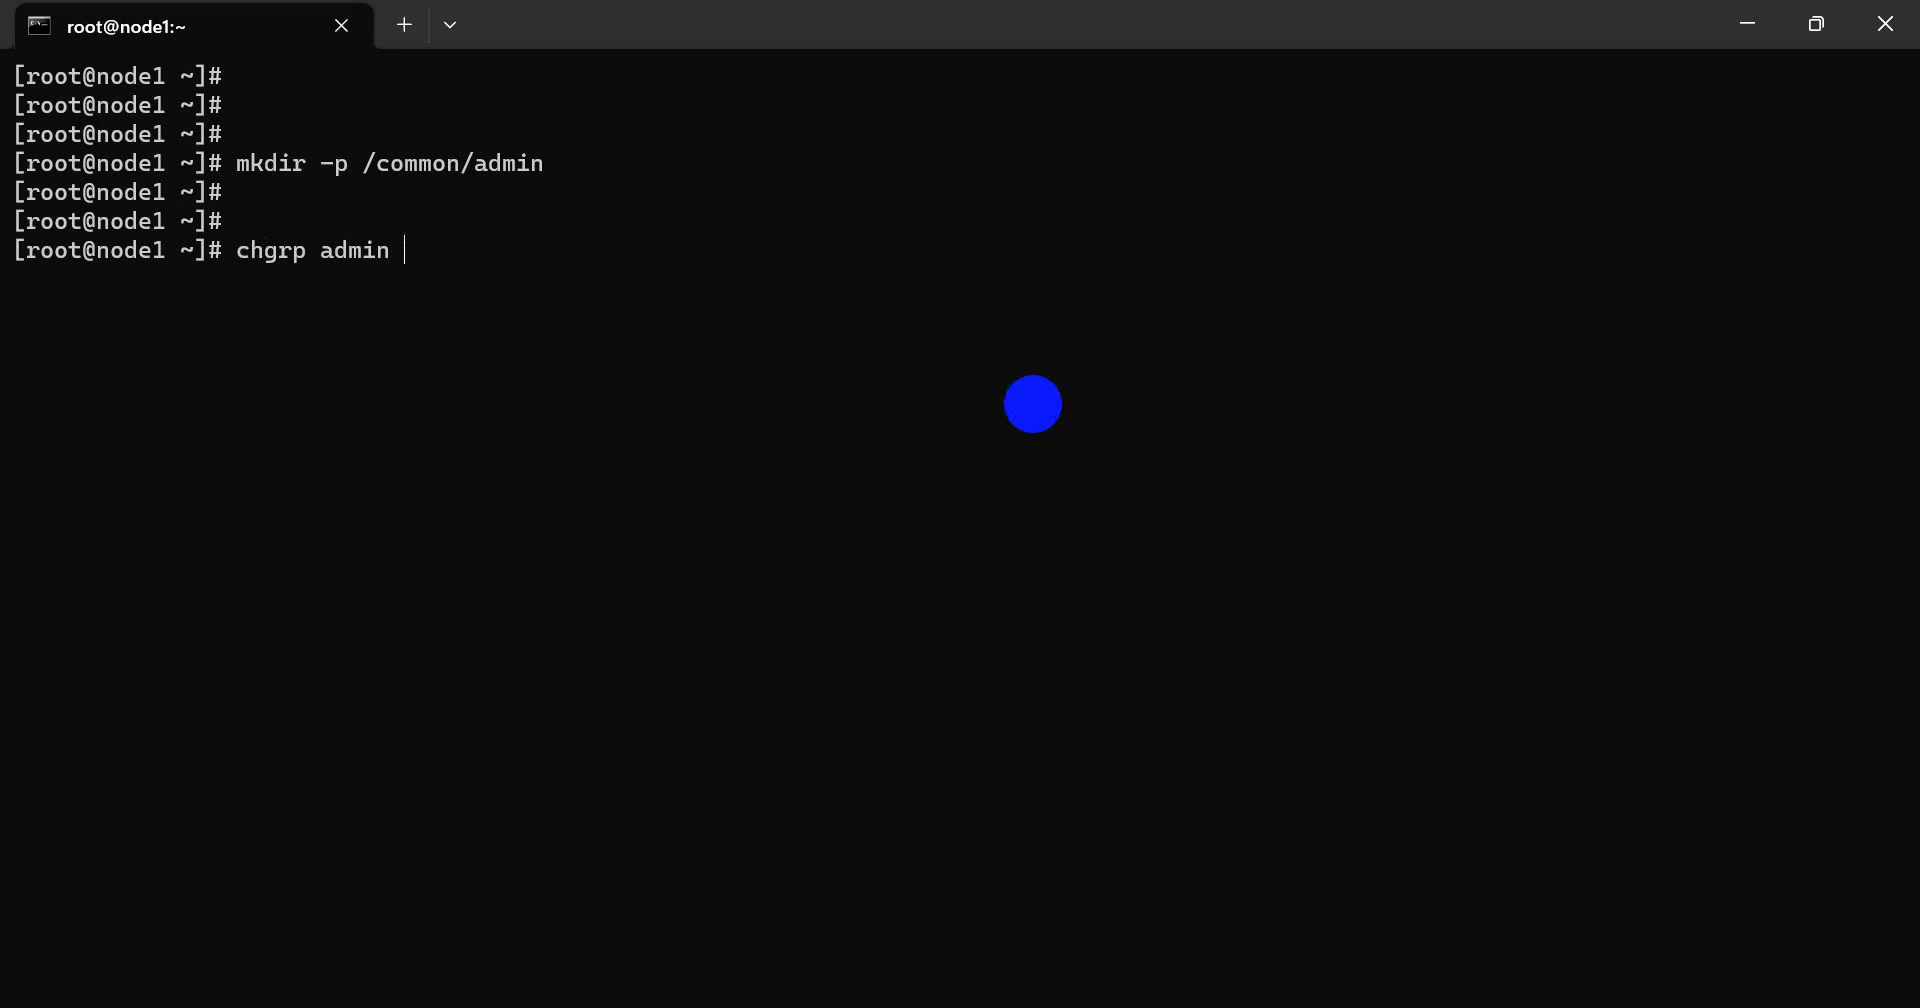 root@node1:~
[root@node1 ~]#
[root@node1 ~]#
[root@node1 ~]#
[root@node1 ~]# mkdir -p /common/admin
[root@node1 ~]#
[root@node1 ~]#
[root@node1 ~]# chgrp admin